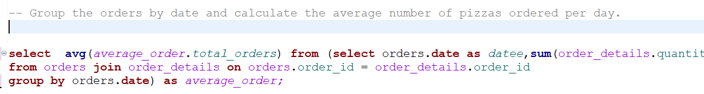 -- Group the orders by date and calculate the average number of pizzas ordered per day.
select avg(average_order.total_orders) from (select orders.date as datee,sum(order_details.quantit
from orders join order_details on orders.order_id = order_details.order_id
group by orders.date) as average_order;